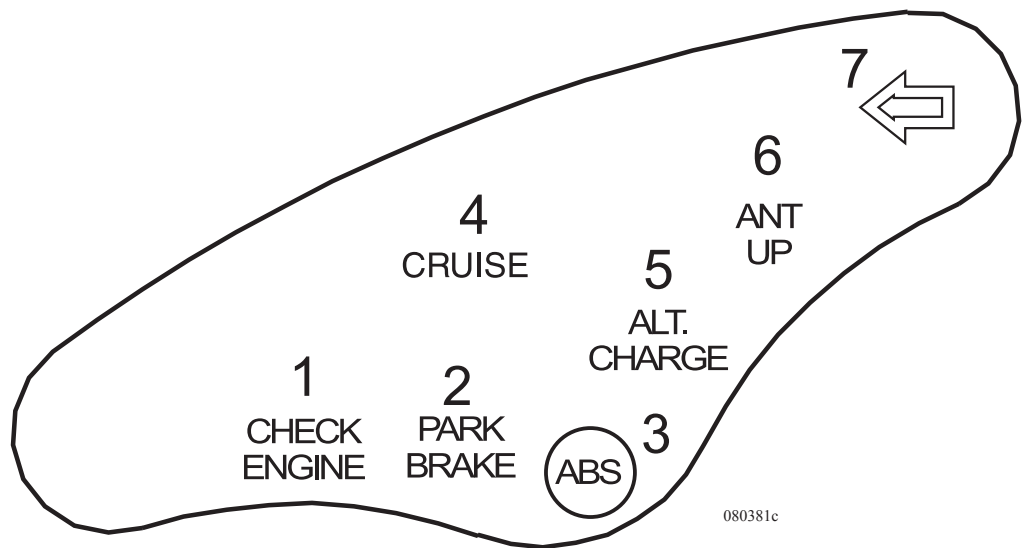 7
6
ANT
UP
4
CRUISE
5
ALT.
CHARGE
1
CHECK
ENGINE
2
PARK
BRAKE
3
ABS
080381c